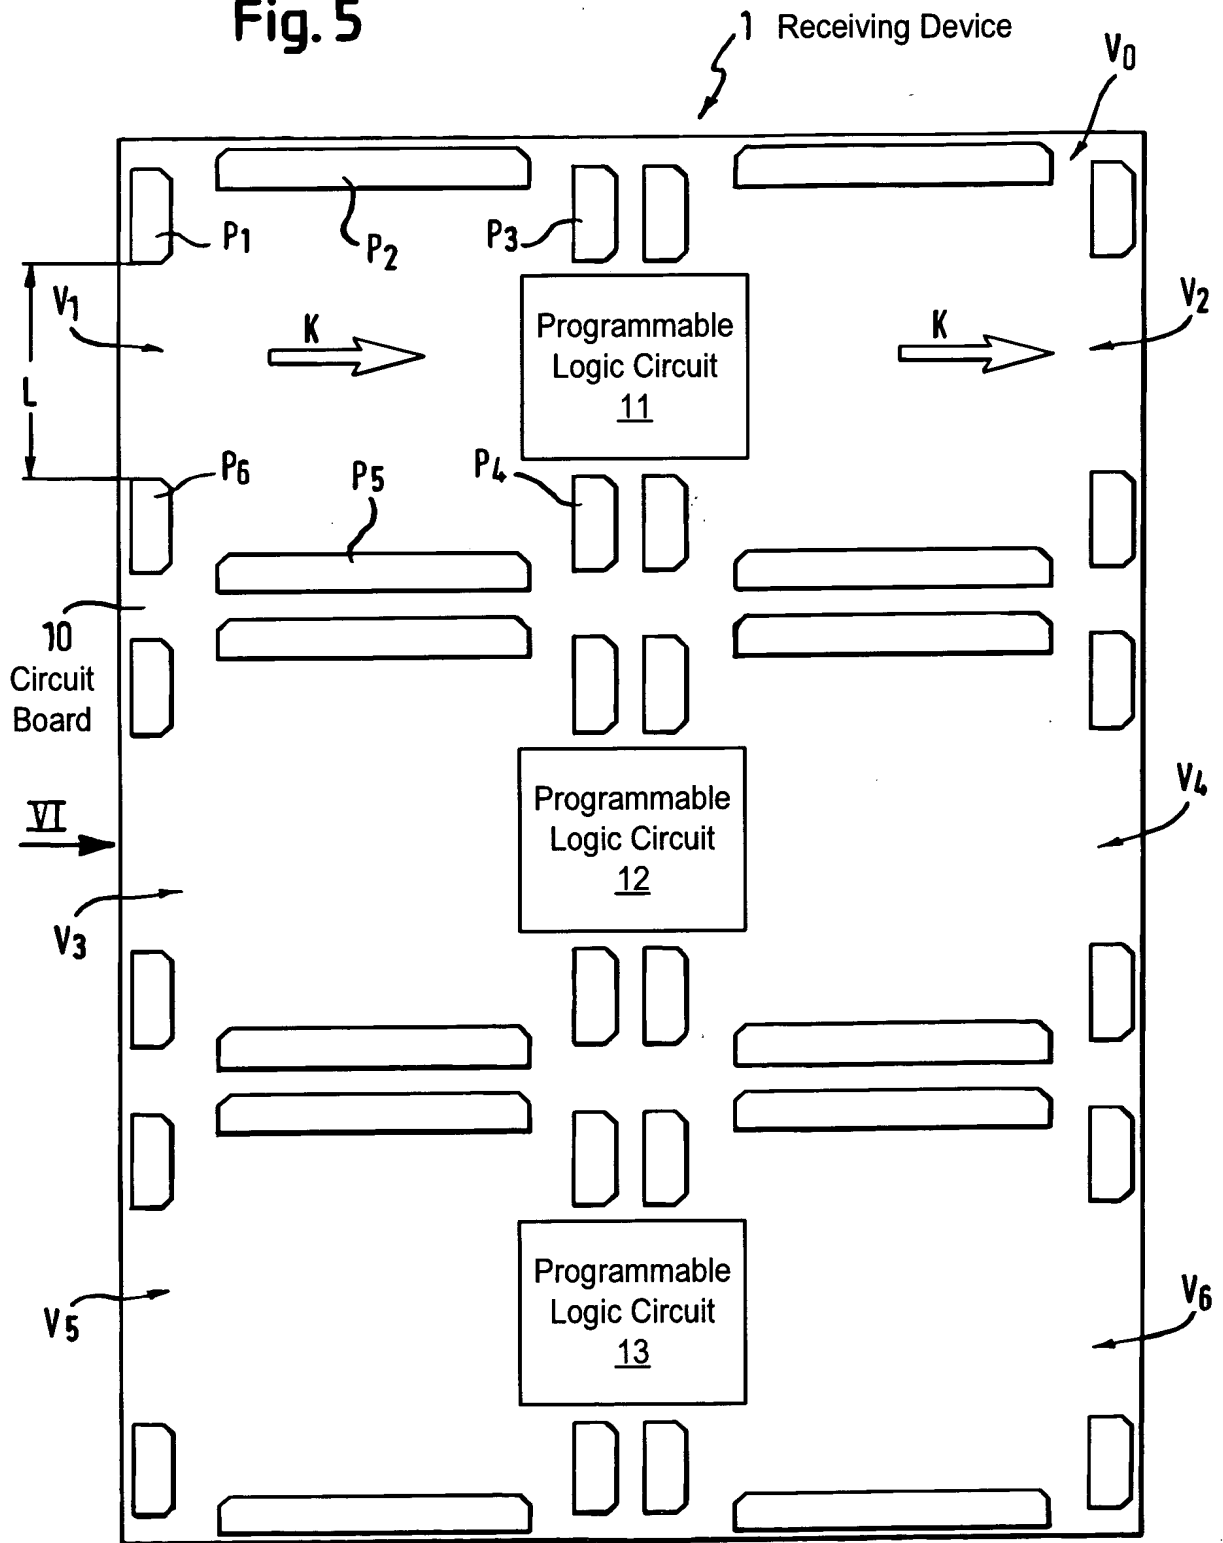 Fig. 5
1 Receiving Device
V0
P1
P2
P3
V1
K
K
V2
Programmable
Logic Circuit
11
L
P6
P5
P4
10
Circuit
Board
VI
Programmable
Logic Circuit
12
V4
V3
Programmable
Logic Circuit
13
V5
V6